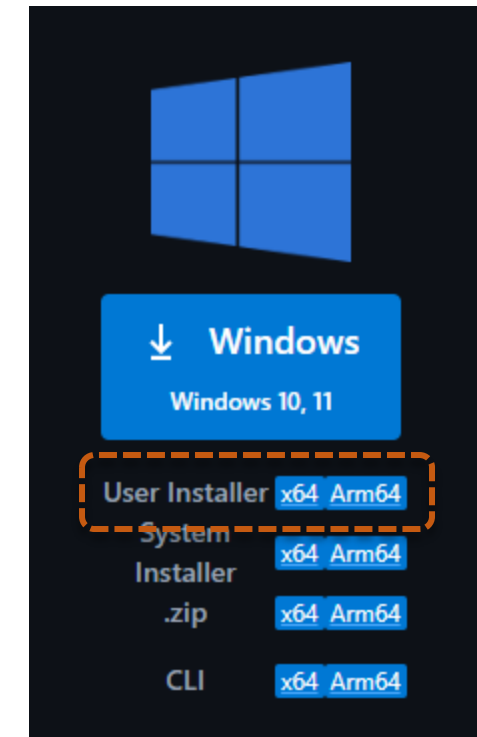 Windows
Windows 10, 11
User Installer x64 Arm64
System
Installer x64 Arm64
.zip x64 Arm64
CLI x64 Arm64